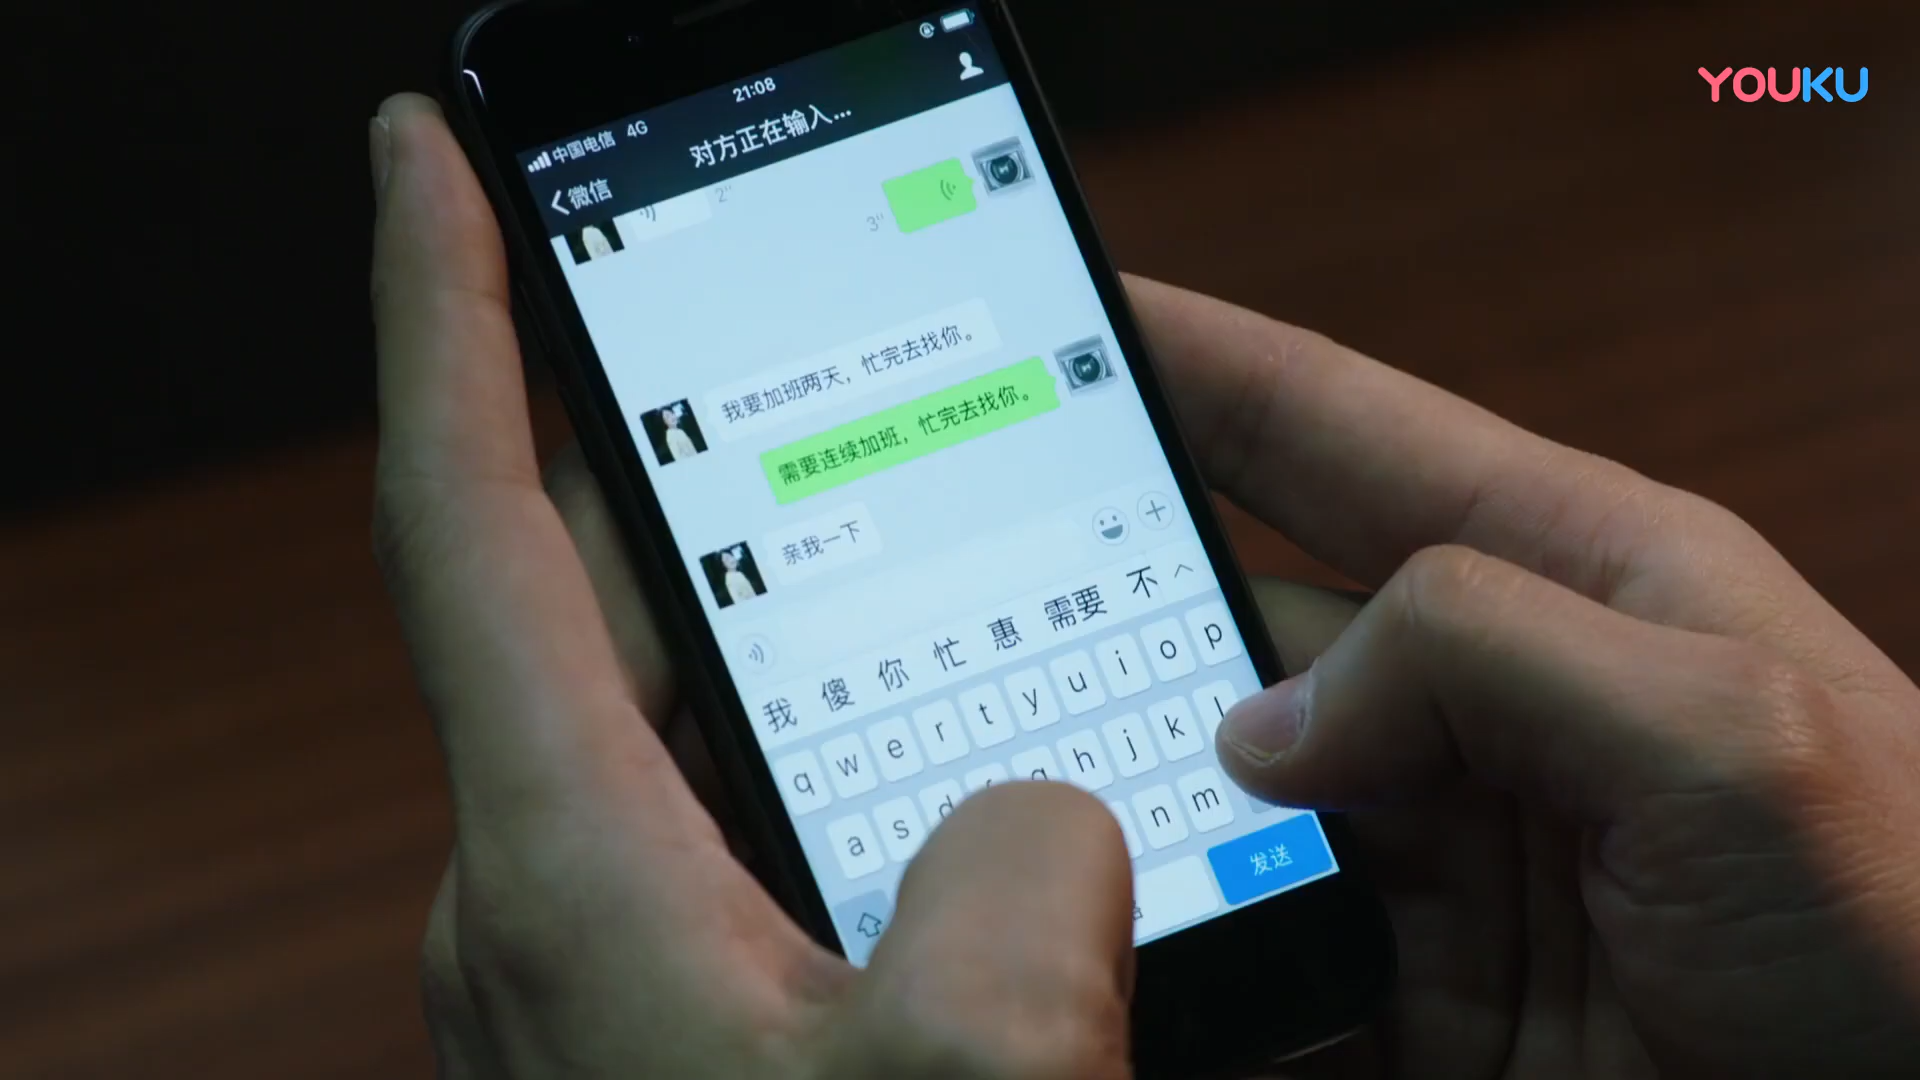 YOUKU
中国电信 4G
21:08
微信
对方正在输入...
2"
3"
我要加班两天，忙完去找你。
需要连续加班，忙完去找你。
亲我一下
我 傻 你 忙 惠 需要 不
q w e r t y u i o p
a s d f g h j k l
n m
发送